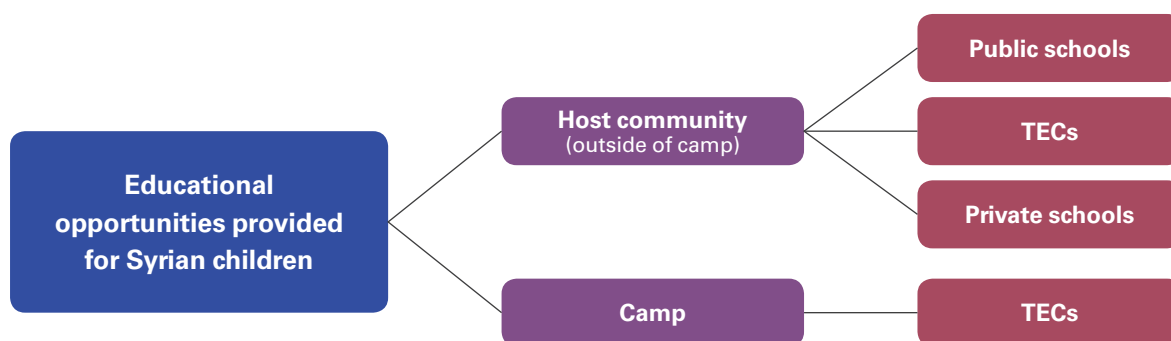 Educational
opportunities provided
for Syrian children
Host community
(outside of camp)
Camp
Public schools
TECs
Private schools
TECs